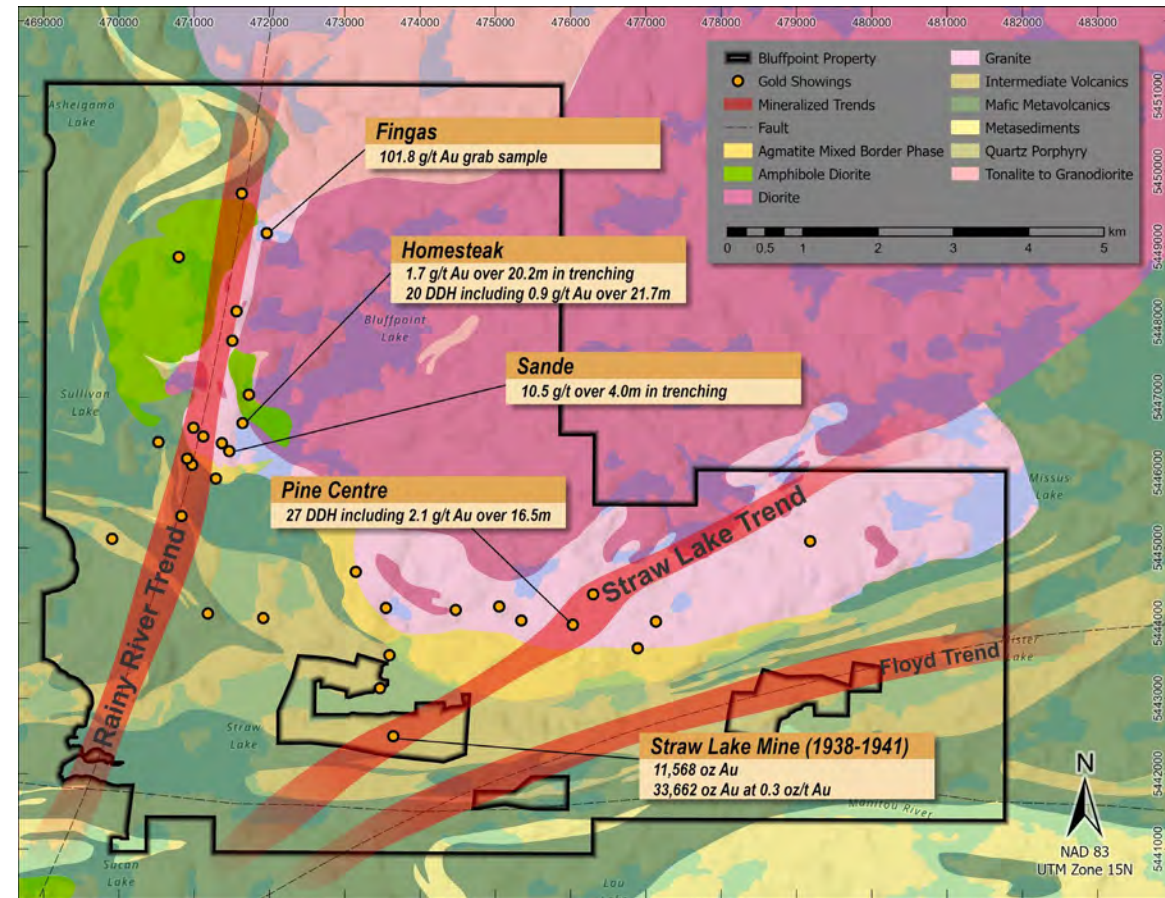 469000 470000 471000 472000 473000 474000 475000 476000 477000 478000 479000 480000 481000 482000 483000
Bluffpoint Property
Gold Showings
Mineralized Trends
Fault
Agmatite Mixed Border Phase
Amphibole Diorite
Diorite
Granite
Intermediate Volcanics
Mafic Metavolcanics
Metasediments
Quartz Porphyry
Tonalite to Granodiorite
0 0.5 1 2 3 4 5 km
5451000
5450000
5449000
5448000
5447000
5446000
5445000
5444000
5443000
5442000
5441000
Lake
Fingas
101.8 g/t Au grab sample
Homesteak
1.7 g/t Au over 20.2m in trenching
20 DDH including 0.9 g/t Au over 21.7m
Bluffpoint
Lake
Sande
10.5 g/t over 4.0m in trenching
Sullivan
Lake
Pine Centre
27 DDH including 2.1 g/t Au over 16.5m
Missus
Lake
Rainy River Trend
Straw Lake Trend
Floyd Trend
Lake
Straw
Lake
Straw Lake Mine (1938-1941)
11,568 oz Au
33,662 oz Au at 0.3 oz/t Au
Manitou River
Lake
N
NAD 83
UTM Zone 15N